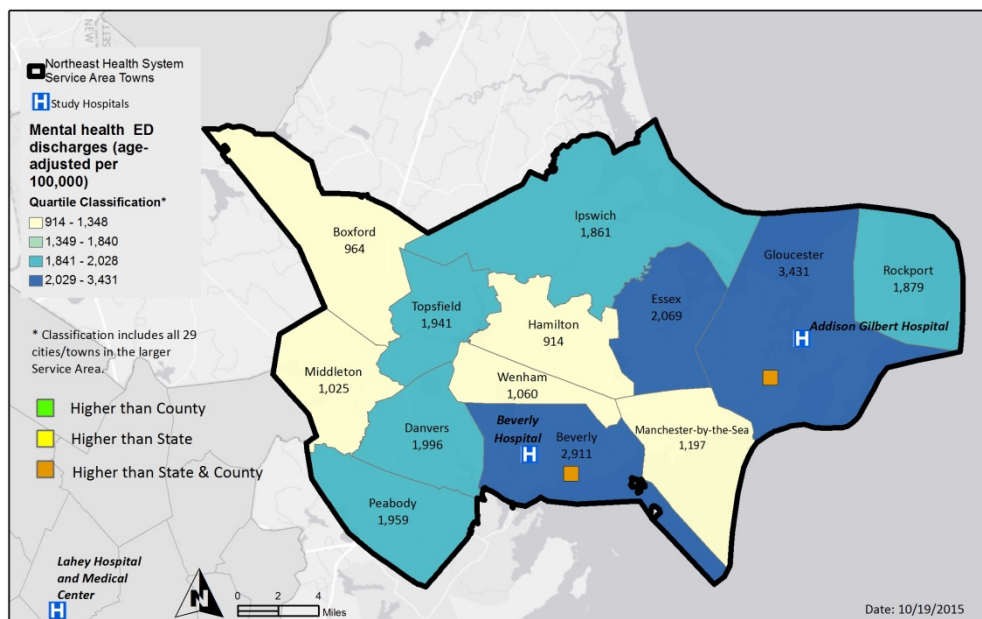 Northeast Health System
Service Area Towns
H Study Hospitals
Mental health ED
discharges (age-
adjusted per
100,000)
Quartile Classification*
914 - 1,348
1,349 - 1,840
1,841 - 2,028
2,029 - 3,431
* Classification includes all 29
cities/towns in the larger
Service Area.
Higher than County
Higher than State
Higher than State & County
Boxford
964
Ipswich
1,861
Gloucester
3,431
Rockport
1,879
Topsfield
1,941
Essex
2,069
Hamilton
914
Addison Gilbert Hospital
H
Middleton
1,025
Wenham
1,060
Danvers
1,996
Beverly
Hospital
H
Beverly
2,911
Manchester-by-the-Sea
1,197
Peabody
1,959
Lahey Hospital
and Medical
Center
H
N
0 2 4
Miles
Date: 10/19/2015